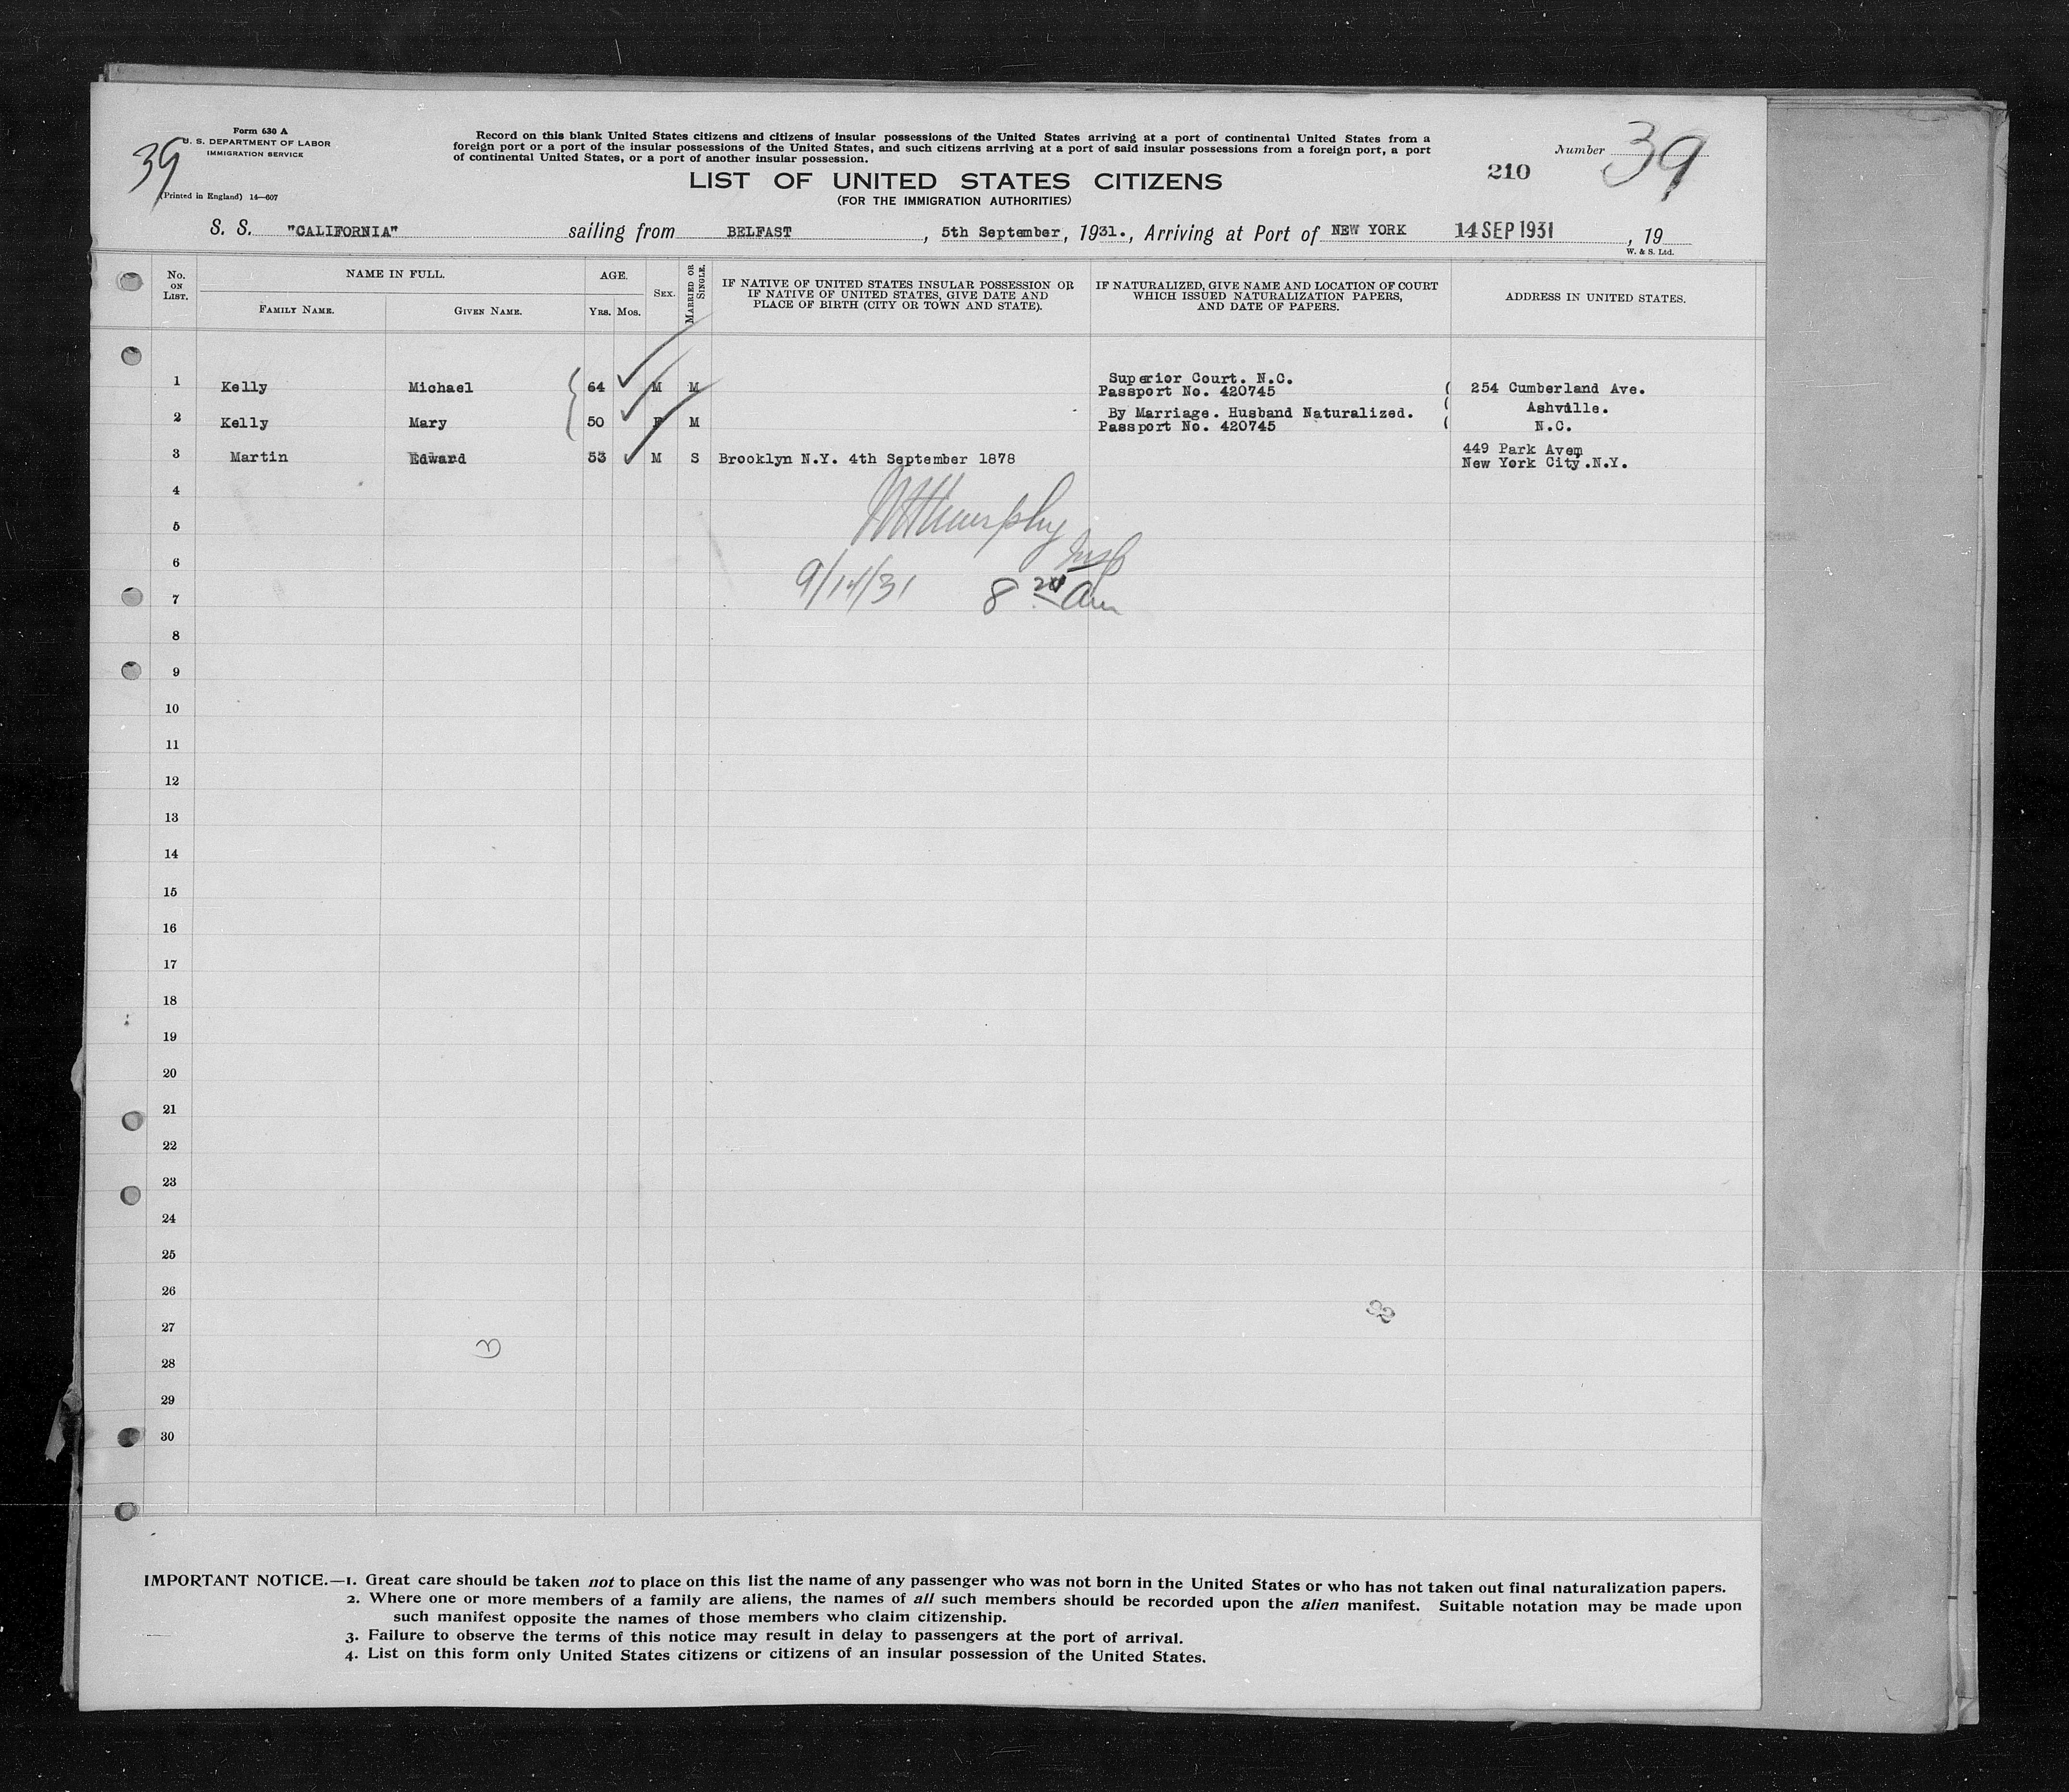 Form 630 A
U. S. DEPARTMENT OF LABOR
IMMIGRATION SERVICE
39
(Printed in England) 14—607
Record on this blank United States citizens and citizens of insular possessions of the United States arriving at a port of continental United States from a
foreign port or a port of the insular possessions of the United States, and such citizens arriving at a port of said insular possessions from a foreign port, a port
of continental United States, or a port of another insular possession.
Number 39
210
LIST OF UNITED STATES CITIZENS
(FOR THE IMMIGRATION AUTHORITIES)
S. S. "CALIFORNIA" sailing from BELFAST, 5th September, 1931., Arriving at Port of NEW YORK 14 SEP 1931, 19
W. & S. Ltd.
No. ON LIST.
NAME IN FULL.
FAMILY NAME.
GIVEN NAME.
AGE.
YRS. MOS.
SEX.
MARRIED OR SINGLE.
IF NATIVE OF UNITED STATES INSULAR POSSESSION OR
IF NATIVE OF UNITED STATES, GIVE DATE AND
PLACE OF BIRTH (CITY OR TOWN AND STATE).
IF NATURALIZED, GIVE NAME AND LOCATION OF COURT
WHICH ISSUED NATURALIZATION PAPERS,
AND DATE OF PAPERS.
ADDRESS IN UNITED STATES.
1 Kelly Michael 64 M M Superior Court. N.C.
Passport No. 420745 254 Cumberland Ave.
2 Kelly Mary 50 F M By Marriage. Husband Naturalized. Ashville.
Passport No. 420745 N.C.
3 Martin Edward 53 M S Brooklyn N.Y. 4th September 1878 449 Park Avem
New York City.N.Y.
4
5
Murphy
6
Insp
9/14/31 8 20 Am
7
8
9
10
11
12
13
14
15
16
17
18
19
20
21
22
23
24
25
26
27
3
28
29
30
IMPORTANT NOTICE.—1. Great care should be taken not to place on this list the name of any passenger who was not born in the United States or who has not taken out final naturalization papers.
2. Where one or more members of a family are aliens, the names of all such members should be recorded upon the alien manifest. Suitable notation may be made upon
such manifest opposite the names of those members who claim citizenship.
3. Failure to observe the terms of this notice may result in delay to passengers at the port of arrival.
4. List on this form only United States citizens or citizens of an insular possession of the United States.